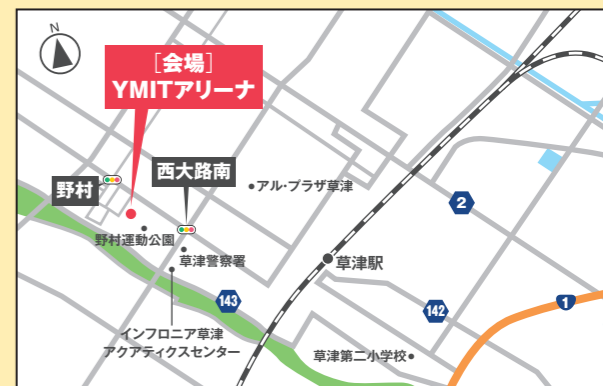 N
[会場]
YMITアリーナ
野村
西大路南
アル・プラザ草津
2
野村運動公園
草津警察署
草津駅
143
142
1
インフロニア草津
アクアティクスセンター
草津第二小学校